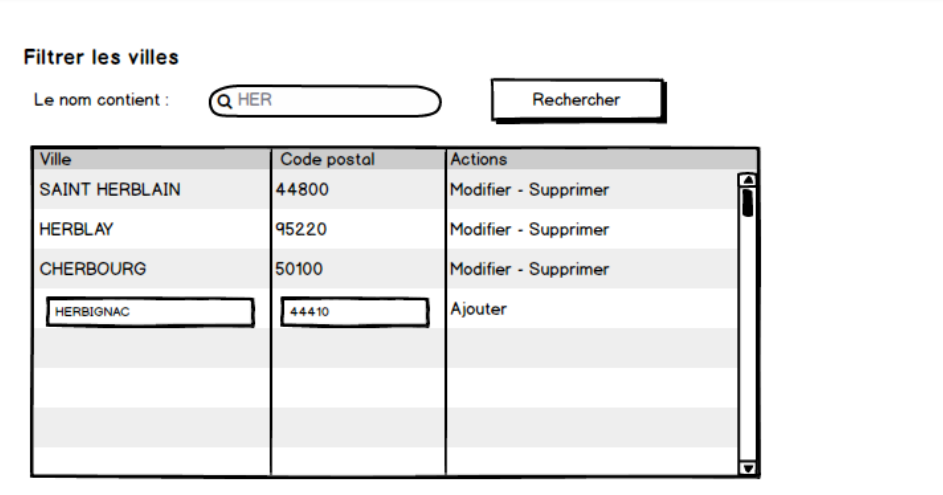 Filtrer les villes
Le nom contient : HER Rechercher
Ville Code postal Actions
SAINT HERBLAIN 44800 Modifier - Supprimer
HERBLAY 95220 Modifier - Supprimer
CHERBOURG 50100 Modifier - Supprimer
HERBIGNAC 44410 Ajouter